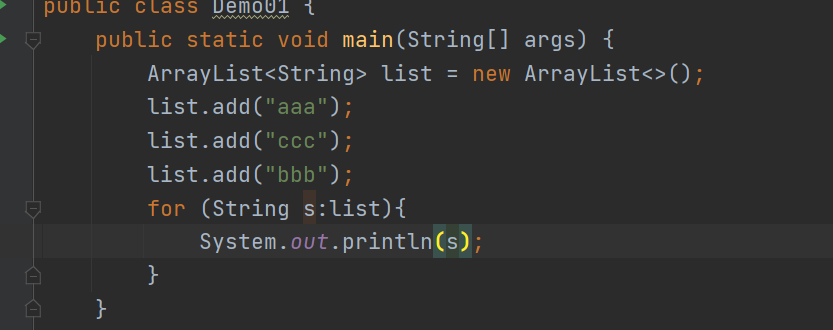 public class Demo01 {
public static void main(String[] args) {
ArrayList<String> list = new ArrayList<>();
list.add("aaa");
list.add("ccc");
list.add("bbb");
for (String s:list){
System.out.println(s);
}
}